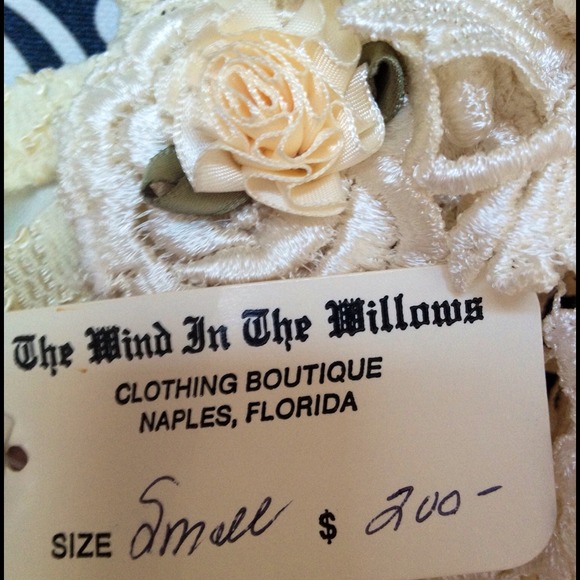 The Wind In The Willows
CLOTHING BOUTIQUE
NAPLES, FLORIDA
SIZE Small $ 200-